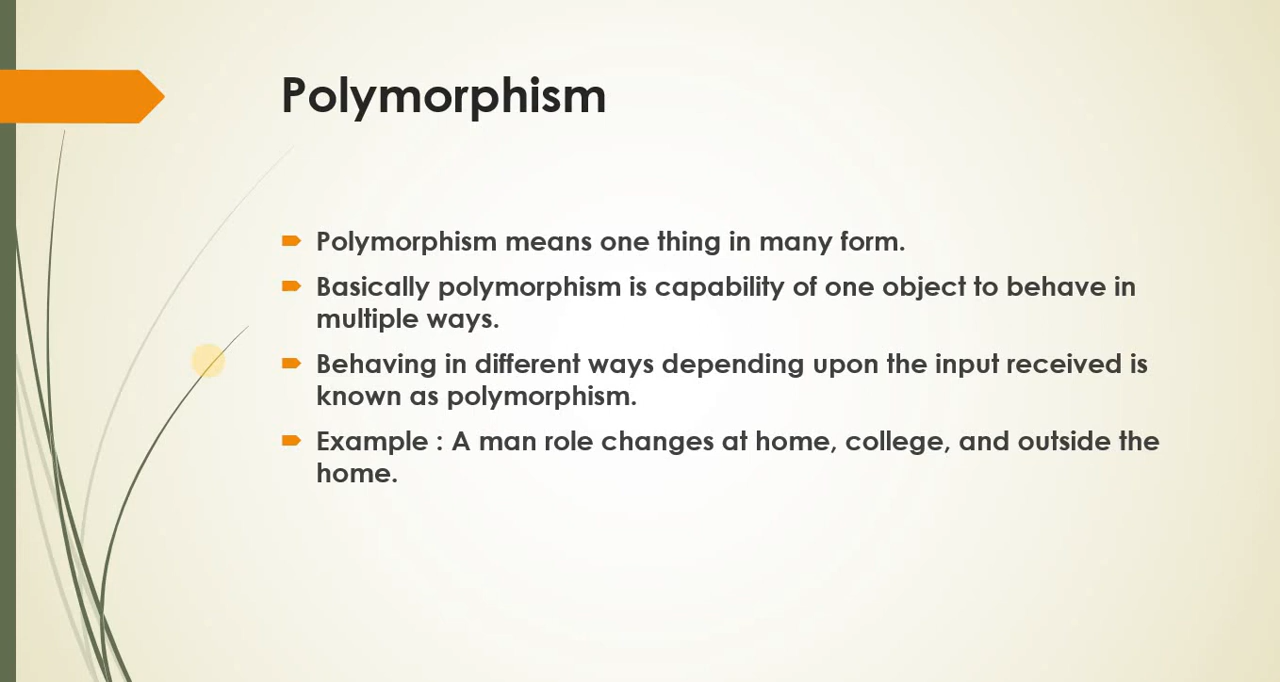 Polymorphism
Polymorphism means one thing in many form.
Basically polymorphism is capability of one object to behave in
multiple ways.
Behaving in different ways depending upon the input received is
known as polymorphism.
Example : A man role changes at home, college, and outside the
home.